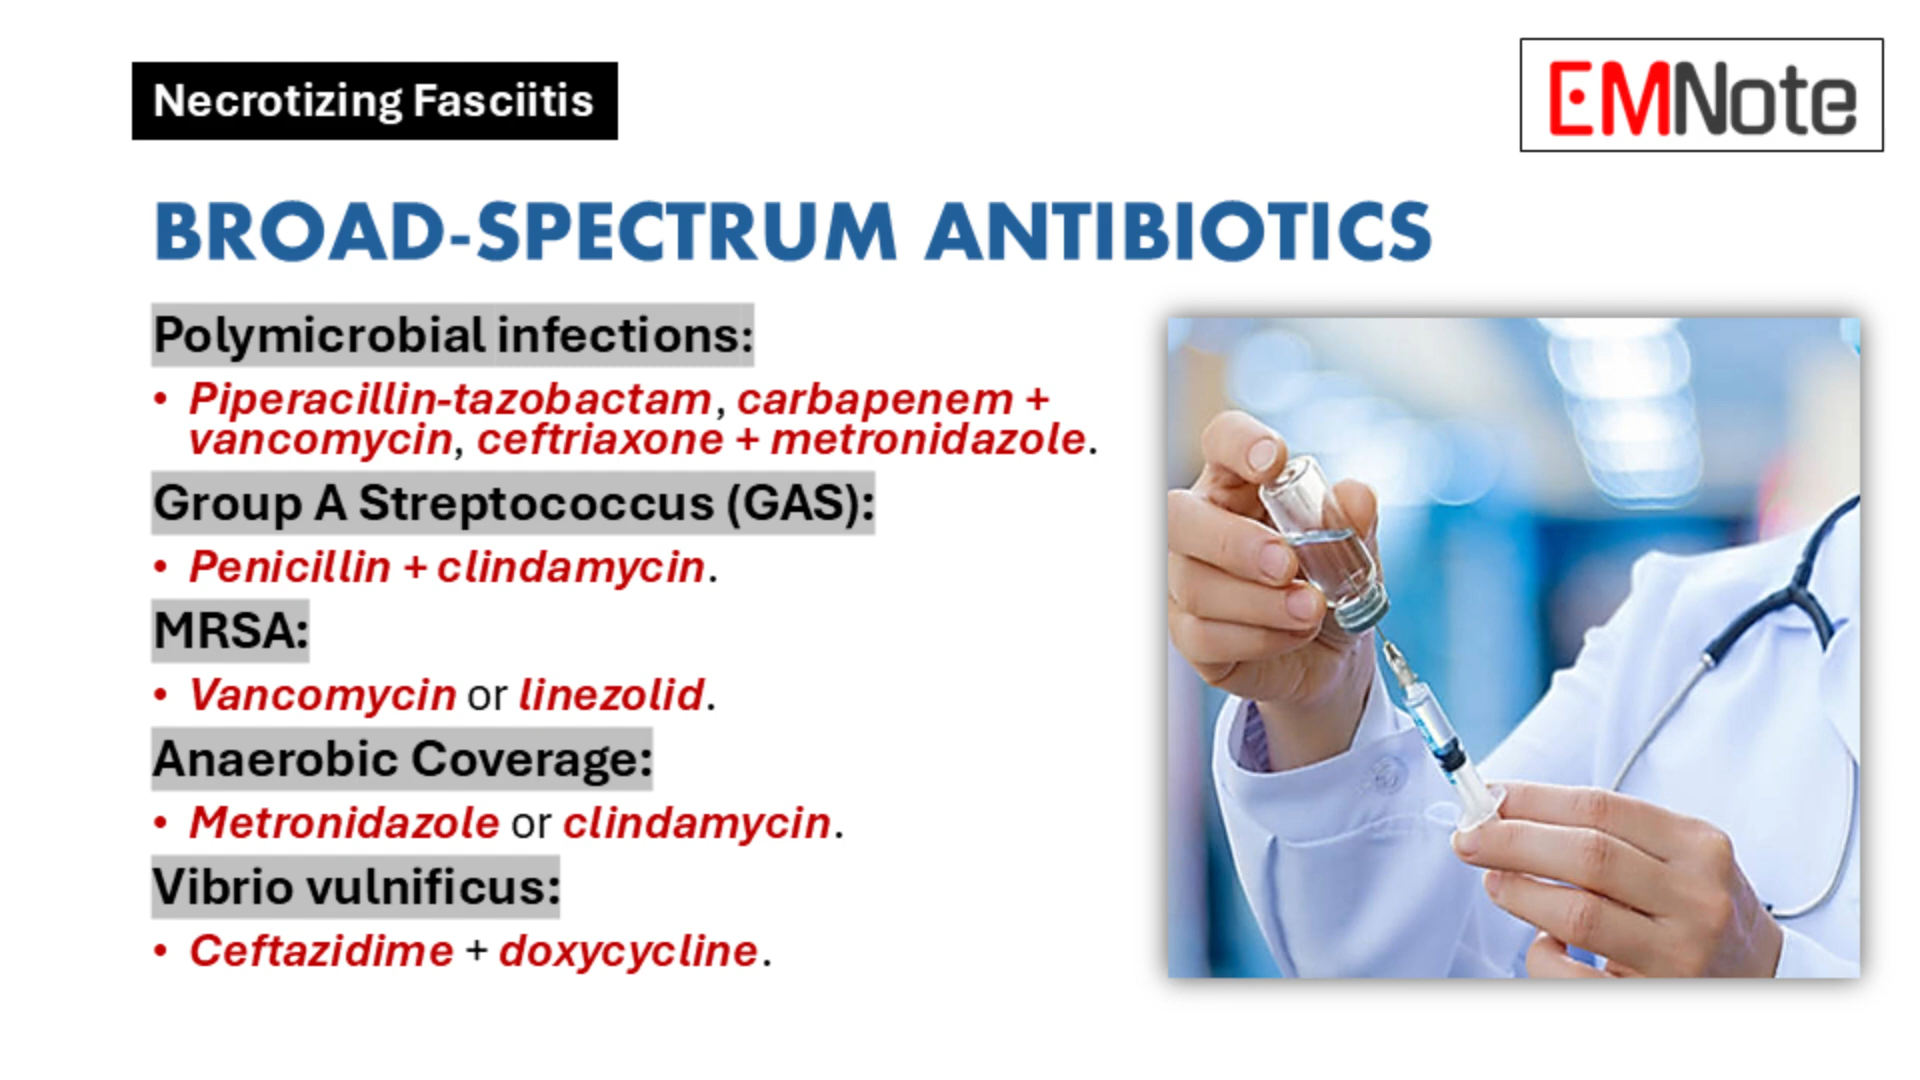 Necrotizing Fasciitis
EMNote
BROAD-SPECTRUM ANTIBIOTICS
Polymicrobial infections:
• Piperacillin-tazobactam, carbapenem +
vancomycin, ceftriaxone + metronidazole.
Group A Streptococcus (GAS):
• Penicillin + clindamycin.
MRSA:
• Vancomycin or linezolid.
Anaerobic Coverage:
• Metronidazole or clindamycin.
Vibrio vulnificus:
• Ceftazidime + doxycycline.